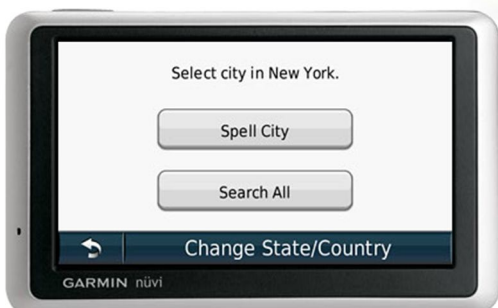 Select city in New York.
Spell City
Search All
Change State/Country
GARMIN nüvi